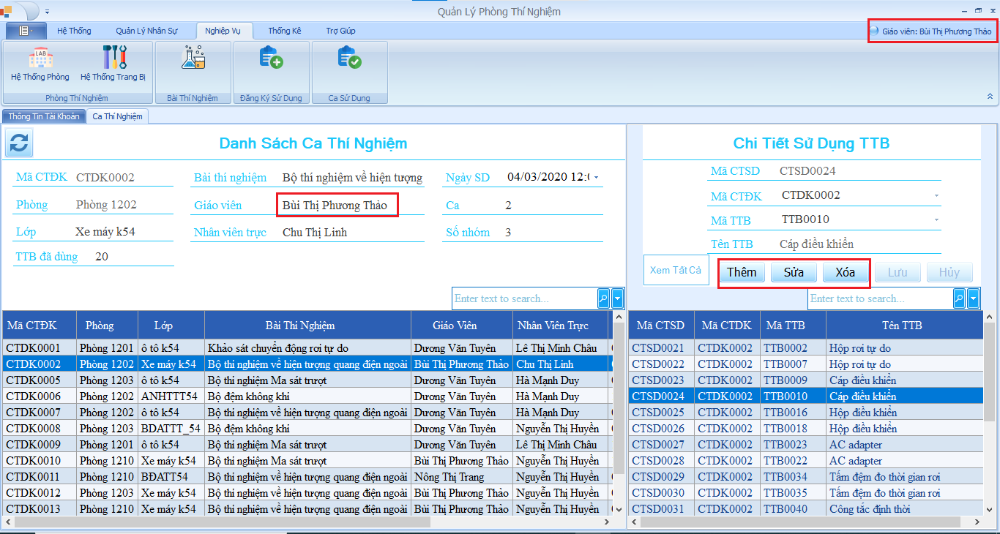 Quản Lý Phòng Thí Nghiệm
Hệ Thống Quản Lý Nhân Sự Nghiệp Vụ Thống Kê Trợ Giúp Giáo viên: Bùi Thị Phương Thảo
LAB
Hệ Thống Phòng Hệ Thống Trang Bị
Phòng Thí Nghiệm Bài Thí Nghiệm Đăng Ký Sử Dụng Ca Sử Dụng
Thông Tin Tài Khoản Ca Thí Nghiệm
Danh Sách Ca Thí Nghiệm
Mã CTĐK CTDK0002 Bài thí nghiệm Bộ thí nghiệm về hiện tượng Ngày SD 04/03/2020 12:
Phòng Phòng 1202 Giáo viên Bùi Thị Phương Thảo Ca 2
Lớp Xe máy k54 Nhân viên trực Chu Thị Linh Số nhóm 3
TTB đã dùng 20
Enter text to search...
Mã CTĐK Phòng Lớp Bài Thí Nghiệm Giáo Viên Nhân Viên Trực
CTDK0001 Phòng 1201 ô tô k54 Khảo sát chuyển động rơi tự do Dương Văn Tuyên Lê Thị Minh Châu
CTDK0002 Phòng 1202 Xe máy k54 Bộ thí nghiệm về hiện tượng quang điện ngoài Bùi Thị Phương Thảo Chu Thị Linh
CTDK0005 Phòng 1203 ô tô k54 Bộ thí nghiệm Ma sát trượt Dương Văn Tuyên Hà Mạnh Duy
CTDK0006 Phòng 1202 ANHTTT54 Bộ đệm không khí Dương Văn Tuyên Hà Mạnh Duy
CTDK0007 Phòng 1202 ô tô k54 Bộ thí nghiệm về hiện tượng quang điện ngoài Dương Văn Tuyên Hà Mạnh Duy
CTDK0008 Phòng 1203 BDATTT_54 Bộ đệm không khí Dương Văn Tuyên Nguyễn Thị Huyền
CTDK0009 Phòng 1201 ô tô k54 Bộ thí nghiệm Ma sát trượt Dương Văn Tuyên Lê Thị Minh Châu
CTDK0010 Phòng 1210 Xe máy k54 Bộ thí nghiệm Ma sát trượt Bùi Thị Phương Thảo Nguyễn Thị Huyền
CTDK0011 Phòng 1210 BĐATT54 Bộ thí nghiệm về hiện tượng quang điện ngoài Nông Thị Trang Nguyễn Thị Huyền
CTDK0012 Phòng 1203 Xe máy k54 Bộ thí nghiệm về hiện tượng quang điện ngoài Bùi Thị Phương Thảo Nguyễn Thị Huyền
CTDK0013 Phòng 1210 Xe máy k54 Bộ thí nghiệm về hiện tượng quang điện ngoài Bùi Thị Phương Thảo Nguyễn Thị Huyền
Chi Tiết Sử Dụng TTB
Mã CTSD CTSD0024
Mã CTĐK CTDK0002
Mã TTB TTB0010
Tên TTB Cáp điều khiển
Xem Tất Cả Thêm Sửa Xóa Lưu Hủy
Enter text to search...
Mã CTSD Mã CTDK Mã TTB Tên TTB
CTSD0021 CTDK0002 TTB0002 Hộp rơi tự do
CTSD0022 CTDK0002 TTB0007 Hộp rơi tự do
CTSD0023 CTDK0002 TTB0009 Cáp điều khiển
CTSD0024 CTDK0002 TTB0010 Cáp điều khiển
CTSD0025 CTDK0002 TTB0016 Hộp điều khiển
CTSD0026 CTDK0002 TTB0018 Hộp điều khiển
CTSD0027 CTDK0002 TTB0023 AC adapter
CTSD0028 CTDK0002 TTB0022 AC adapter
CTSD0029 CTDK0002 TTB0034 Tấm đệm đo thời gian rơi
CTSD0030 CTDK0002 TTB0035 Tấm đệm đo thời gian rơi
CTSD0031 CTDK0002 TTB0040 Công tắc định thời